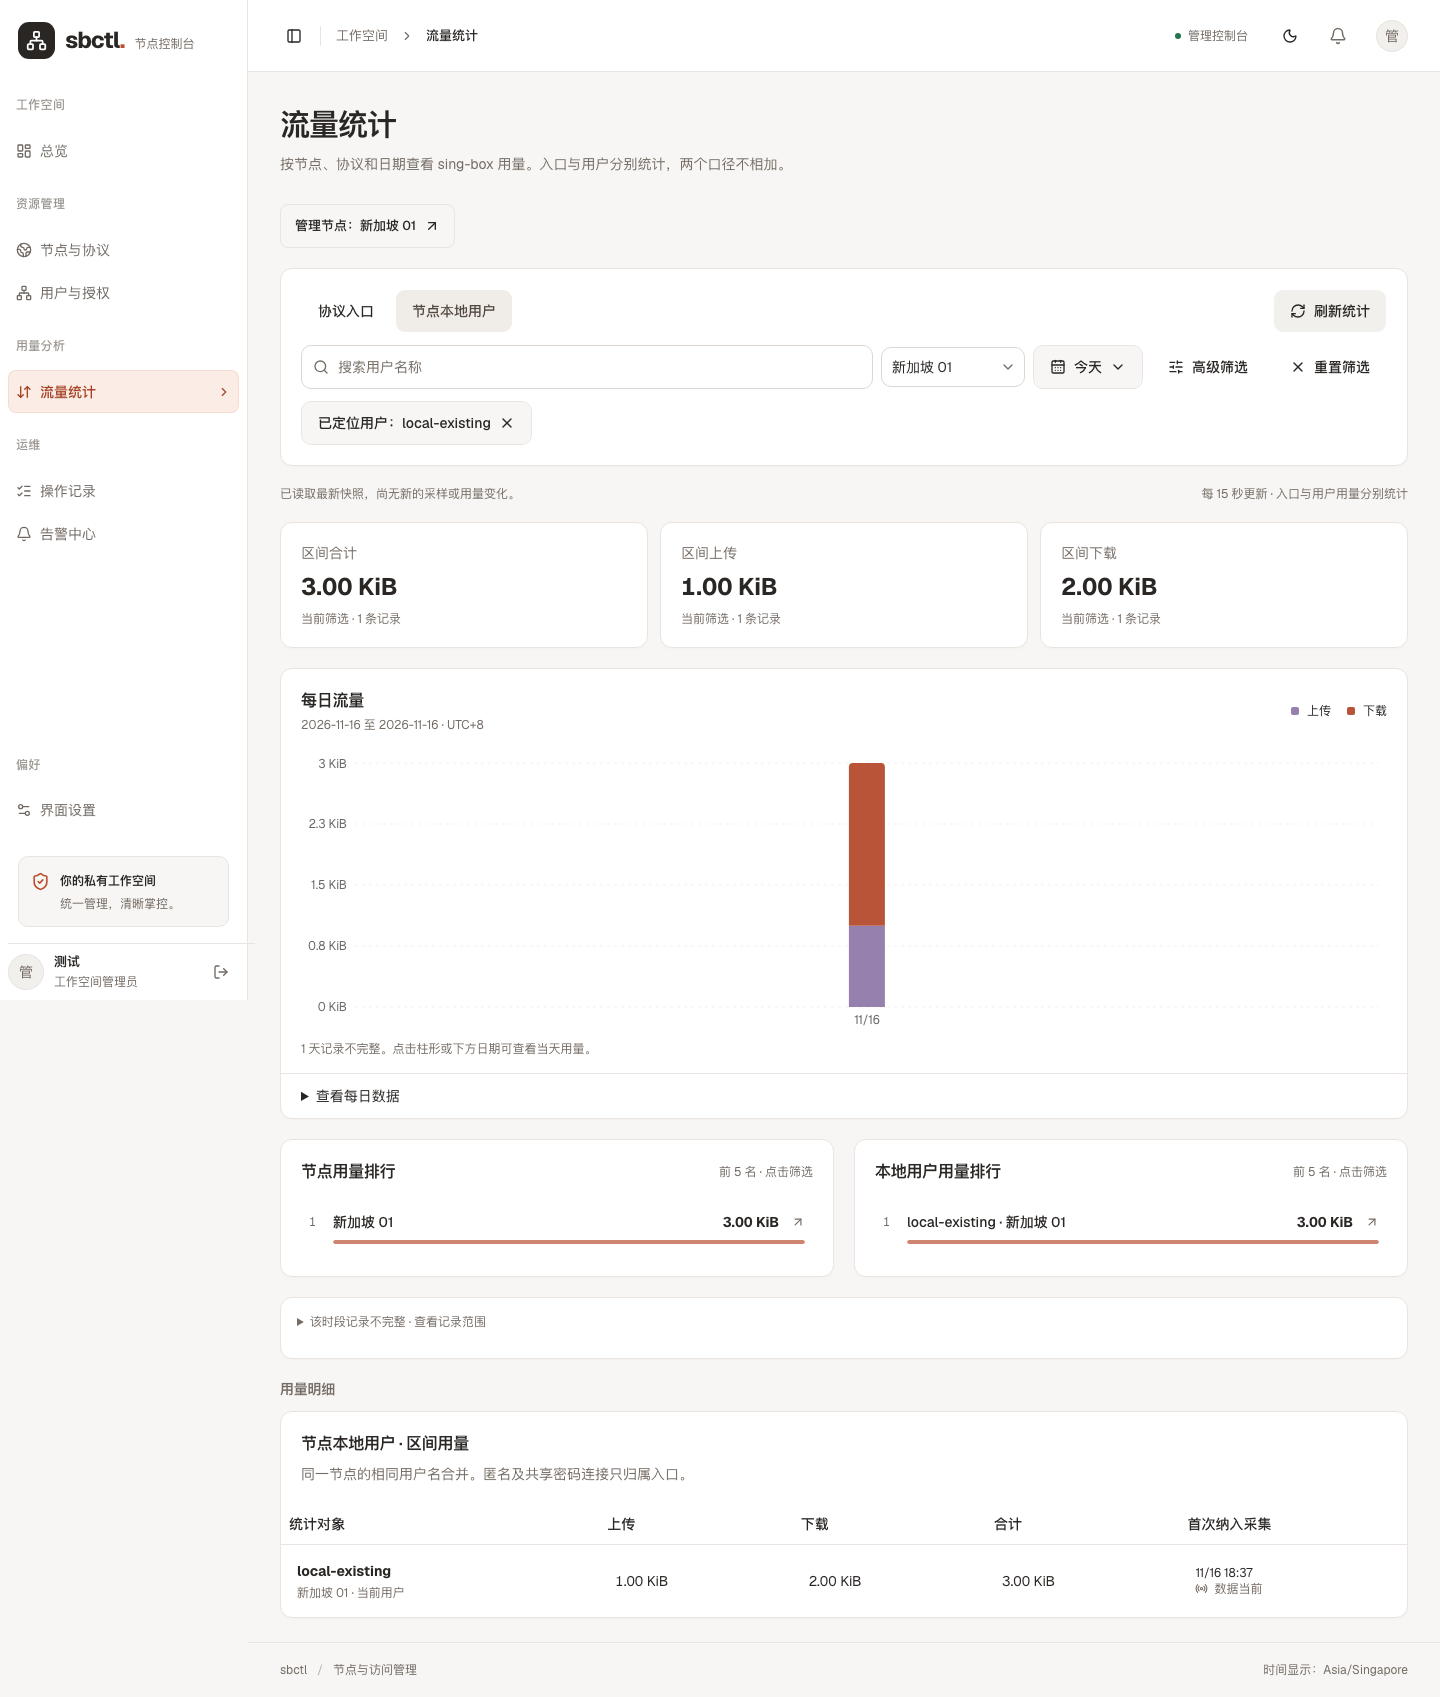 sbctl. 节点控制台
工作空间
总览
资源管理
节点与协议
用户与授权
用量分析
流量统计
运维
操作记录
告警中心
偏好
界面设置
你的私有工作空间
统一管理，清晰掌控。
管
测试
工作空间管理员
工作空间 流量统计
管理控制台
管
流量统计
按节点、协议和日期查看 sing-box 用量。入口与用户分别统计，两个口径不相加。
管理节点：新加坡 01
协议入口 节点本地用户 刷新统计
搜索用户名称 新加坡 01 今天 高级筛选 重置筛选
已定位用户：local-existing
已读取最新快照，尚无新的采样或用量变化。 每 15 秒更新 · 入口与用户用量分别统计
区间合计
3.00 KiB
当前筛选 · 1 条记录
区间上传
1.00 KiB
当前筛选 · 1 条记录
区间下载
2.00 KiB
当前筛选 · 1 条记录
每日流量
2026-11-16 至 2026-11-16 · UTC+8
上传 下载
3 KiB
2.3 KiB
1.5 KiB
0.8 KiB
0 KiB
11/16
1 天记录不完整。点击柱形或下方日期可查看当天用量。
查看每日数据
节点用量排行 前 5 名 · 点击筛选
1 新加坡 01 3.00 KiB
本地用户用量排行 前 5 名 · 点击筛选
1 local-existing · 新加坡 01 3.00 KiB
该时段记录不完整 · 查看记录范围
用量明细
节点本地用户 · 区间用量
同一节点的相同用户名合并。匿名及共享密码连接只归属入口。
统计对象 上传 下载 合计 首次纳入采集
local-existing
新加坡 01 · 当前用户
1.00 KiB 2.00 KiB 3.00 KiB
11/16 18:37
数据当前
sbctl / 节点与访问管理 时间显示：Asia/Singapore